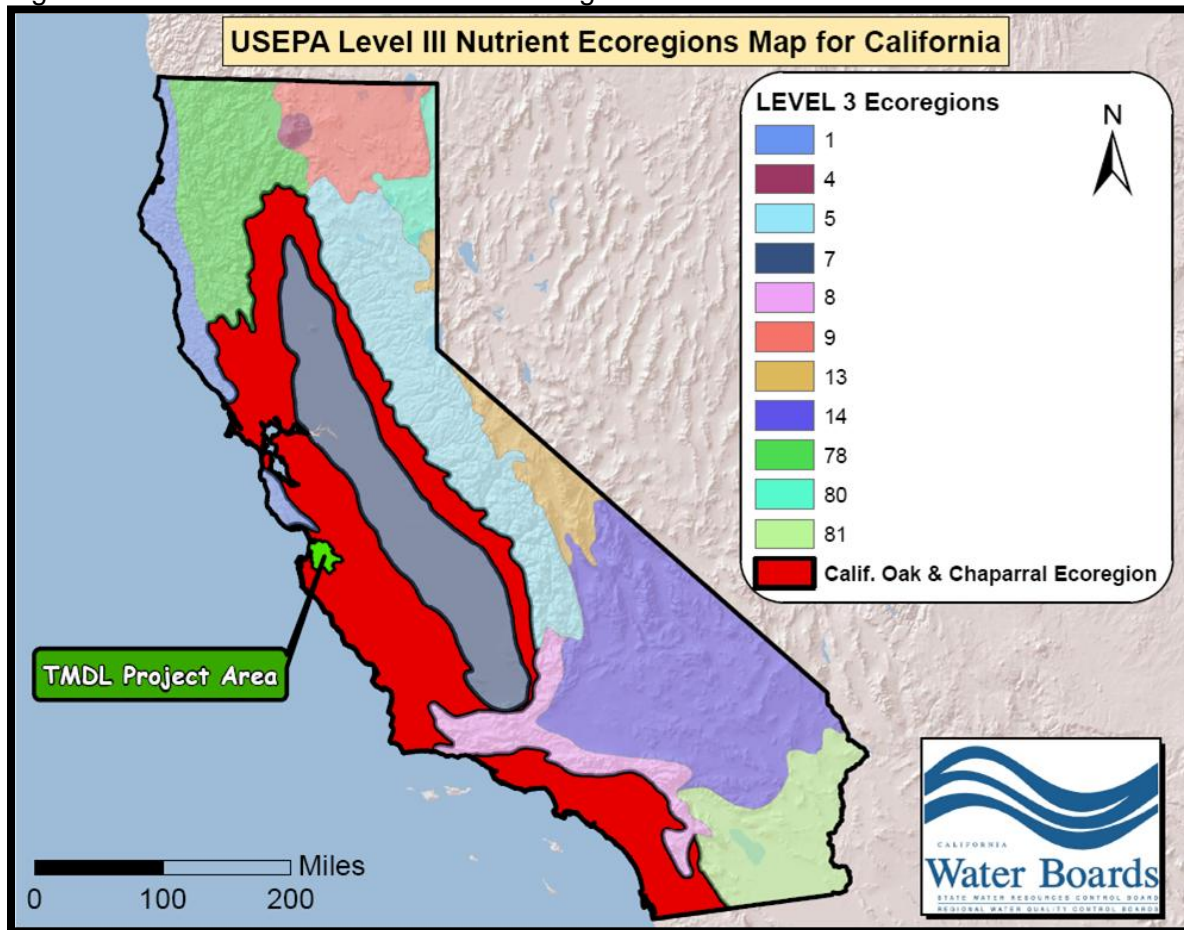 USEPA Level III Nutrient Ecoregions Map for California
LEVEL 3 Ecoregions
N
1
4
5
7
8
9
13
14
78
80
81
Calif. Oak & Chaparral Ecoregion
TMDL Project Area
Miles
0 100 200
CALIFORNIA
Water Boards
STATE WATER RESOURCES CONTROL BOARD
REGIONAL WATER QUALITY CONTROL BOARDS